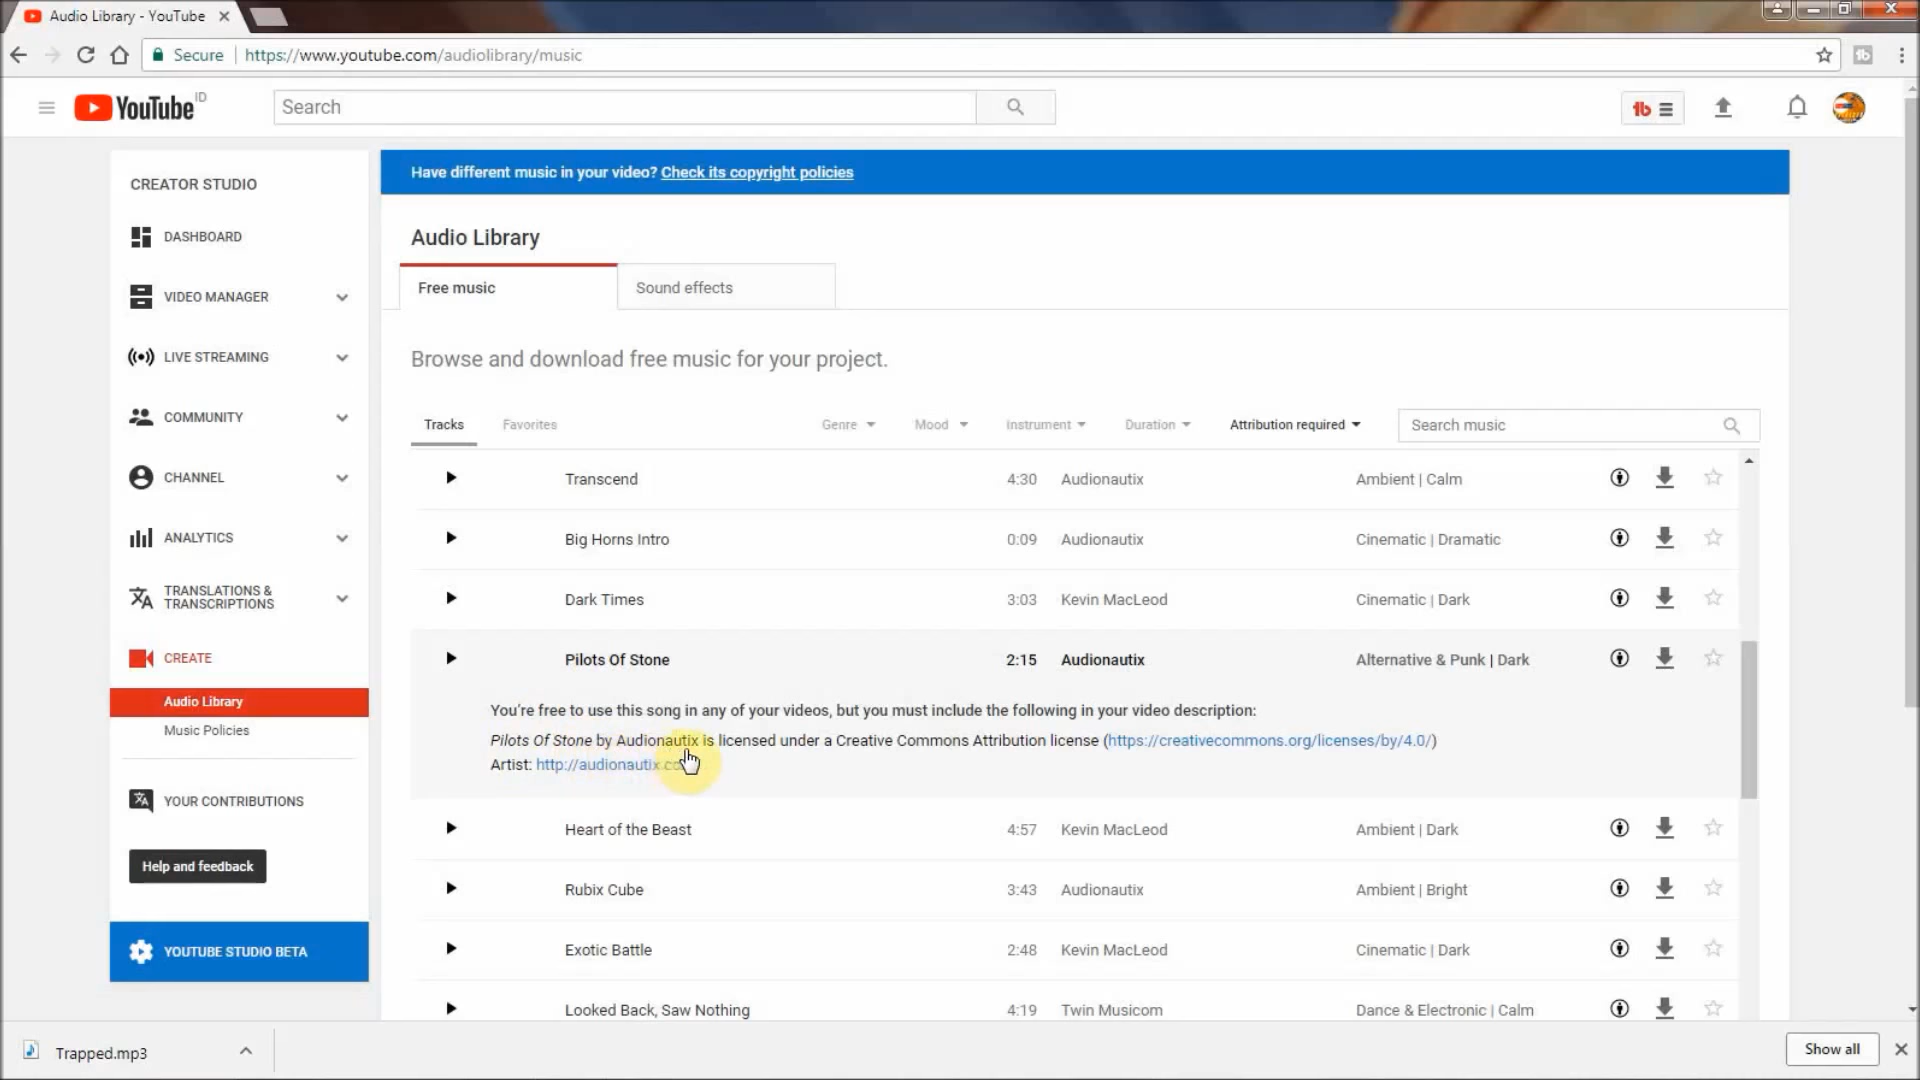 Audio Library - YouTube
Secure
https://www.youtube.com/audiolibrary/music
YouTube ID
Search
CREATOR STUDIO
DASHBOARD
VIDEO MANAGER
LIVE STREAMING
COMMUNITY
CHANNEL
ANALYTICS
TRANSLATIONS &
TRANSCRIPTIONS
CREATE
Audio Library
Music Policies
YOUR CONTRIBUTIONS
Help and feedback
YOUTUBE STUDIO BETA
Have different music in your video? Check its copyright policies
Audio Library
Free music Sound effects
Browse and download free music for your project.
Tracks Favorites Genre Mood Instrument Duration Attribution required Search music
Transcend 4:30 Audionautix Ambient | Calm
Big Horns Intro 0:09 Audionautix Cinematic | Dramatic
Dark Times 3:03 Kevin MacLeod Cinematic | Dark
Pilots Of Stone 2:15 Audionautix Alternative & Punk | Dark
You're free to use this song in any of your videos, but you must include the following in your video description:
Pilots Of Stone by Audionautix is licensed under a Creative Commons Attribution license (https://creativecommons.org/licenses/by/4.0/)
Artist: http://audionautix.co
Heart of the Beast 4:57 Kevin MacLeod Ambient | Dark
Rubix Cube 3:43 Audionautix Ambient | Bright
Exotic Battle 2:48 Kevin MacLeod Cinematic | Dark
Looked Back, Saw Nothing 4:19 Twin Musicom Dance & Electronic | Calm
Trapped.mp3
Show all